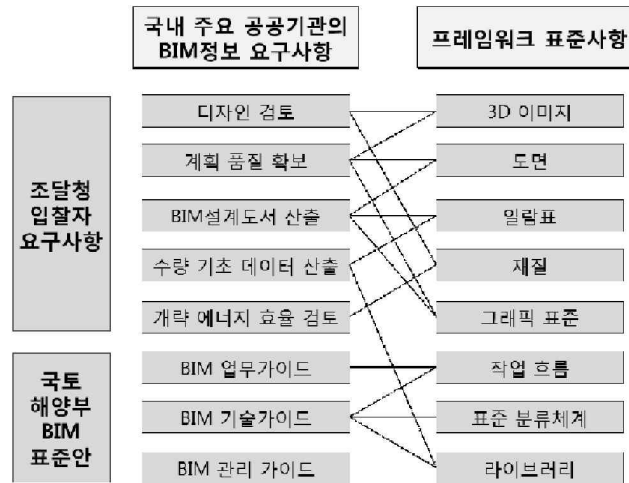 국내 주요 공공기관의
BIM정보 요구사항
프레임워크 표준사항
조달청
입찰자
요구사항
디자인 검토
3D 이미지
계획 품질 확보
도면
BIM설계도서 산출
일람표
수량 기초 데이터 산출
재질
개략 에너지 효율 검토
그래픽 표준
국토
해양부
BIM
표준안
BIM 업무가이드
작업 흐름
BIM 기술가이드
표준 분류체계
BIM 관리 가이드
라이브러리